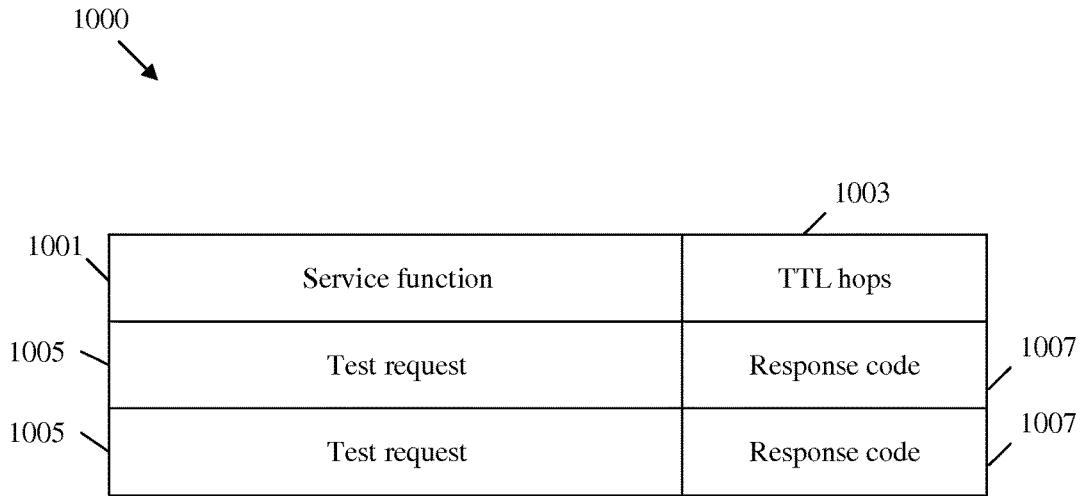 1000
1003
1001 Service function TTL hops
1005 Test request Response code 1007
1005 Test request Response code 1007